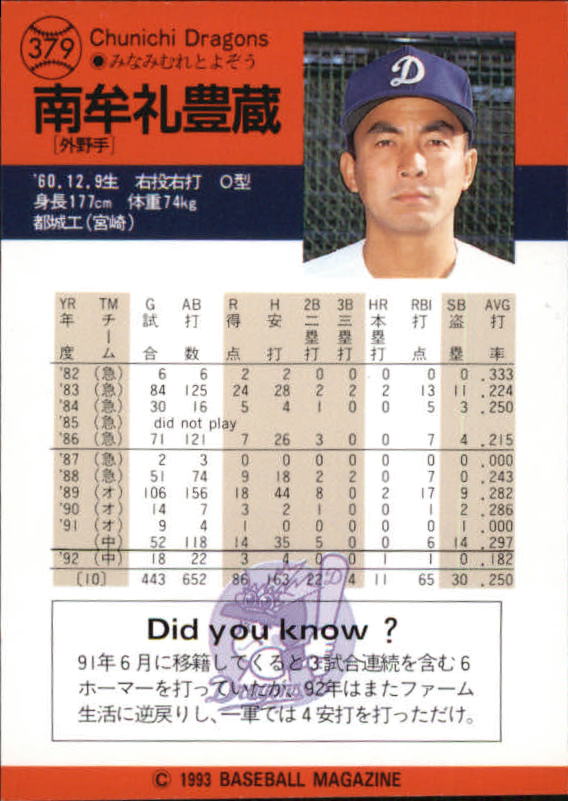 379
Chunichi Dragons
●みなみむれとよぞう
南牟礼豊蔵
[外野手]
'60.12.9生 右投右打 O型
身長177cm 体重74kg
都城工(宮崎)
D
YR TM G AB R H 2B 3B HR RBI SB AVG
年度 チーム 試合 打数 得点 安打 二塁打 三塁打 本塁打 打点 盗塁 打率
'82 (急) 6 6 2 2 0 0 0 0 0 .333
'83 (急) 84 125 24 28 2 2 2 13 11 .224
'84 (急) 30 16 5 4 1 0 0 5 3 .250
'85 (急) did not play
'86 (急) 71 121 7 26 3 0 0 7 4 .215
'87 (急) 2 3 0 0 0 0 0 0 0 .000
'88 (急) 51 74 9 18 2 2 0 7 0 .243
'89 (オ) 106 156 18 44 8 0 2 17 9 .282
'90 (オ) 14 7 3 2 1 0 0 0 1 .286
'91 (オ) 9 4 1 0 0 0 0 0 1 .000
(中) 52 118 14 35 5 0 6 14 .297
'92 (中) 18 22 3 4 0 0 1 1 0 .182
[10] 443 652 86 163 22 4 11 65 30 .250
Did you know ?
91年6月に移籍してくると3試合連続を含む6
ホーマーを打っていたが、92年はまたファーム
生活に逆戻りし、一軍では4安打を打っただけ。
Dragons
© 1993 BASEBALL MAGAZINE